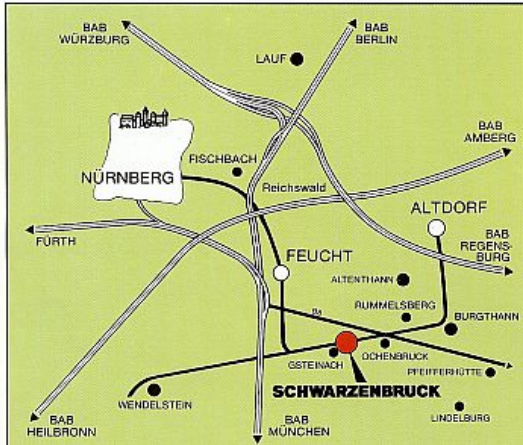 BAB
WÜRZBURG
BAB
BERLIN
LAUF
BAB
AMBERG
FISCHBACH
NÜRNBERG
Reichswald
ALTDORF
FÜRTH
BAB
REGENS-
BURG
FEUCHT
ALTENTHANN
RUMMELSBERG
BURGTHANN
GSTEINACH
OCHENBRUCK
PFEIFFERHÜTTE
SCHWARZENBRUCK
WENDELSTEIN
LINDELBURG
BAB
HEILBRONN
BAB
MÜNCHEN